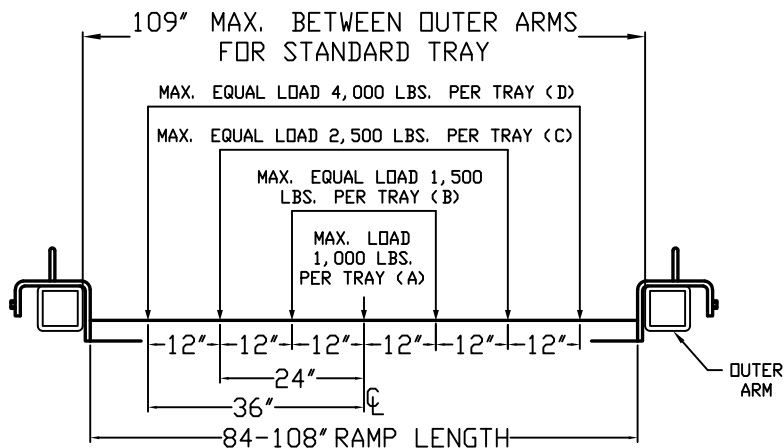 109" MAX. BETWEEN OUTER ARMS
FOR STANDARD TRAY
MAX. EQUAL LOAD 4,000 LBS. PER TRAY (D)
MAX. EQUAL LOAD 2,500 LBS. PER TRAY (C)
MAX. EQUAL LOAD 1,500
LBS. PER TRAY (B)
MAX. LOAD
1,000 LBS.
PER TRAY (A)
12" 12" 12" 12" 12" 12"
24"
36" ℄
84-108" RAMP LENGTH
OUTER
ARM